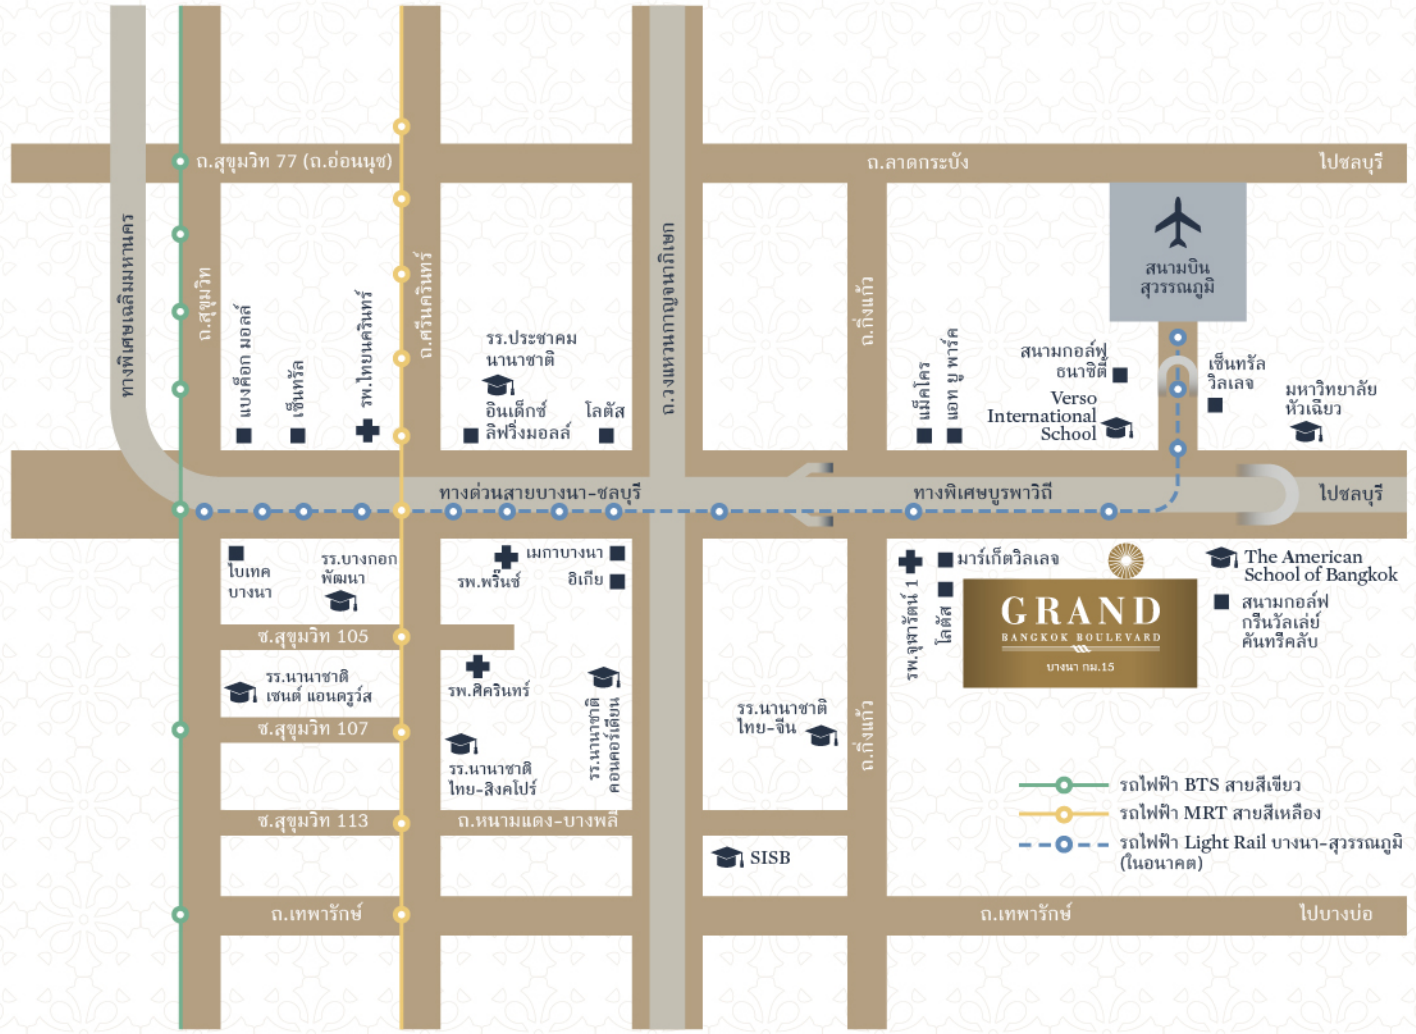 ถ.สุขุมวิท 77 (ถ.อ่อนนุช)
ถ.ลาดกระบัง
ไปชลบุรี
ทางพิเศษเฉลิมมหานคร
ถ.สุขุมวิท
ถ.ศรีนครินทร์
ถ.วงแหวนกาญจนาภิเษก
ถ.กิ่งแก้ว
สนามบิน
สุวรรณภูมิ
แบงค็อก มอลล์
เซ็นทรัล
รพ.ไทยนครินทร์
รร.ประชาคม
นานาชาติ
อินเด็กซ์
ลิฟวิ่งมอลล์
โลตัส
แม็คโคร
แอท ยู พาร์ค
สนามกอล์ฟ
ธนาซิตี้
Verso
International
School
เซ็นทรัล
วิลเลจ
มหาวิทยาลัย
หัวเฉียว
ทางด่วนสายบางนา-ชลบุรี
ทางพิเศษบูรพาวิถี
ไปชลบุรี
ไบเทค
บางนา
รร.บางกอก
พัฒนา
รพ.พริ๊นซ์
เมกาบางนา
อิเกีย
รพ.จุฬารัตน์ 1
มาร์เก็ตวิลเลจ
โลตัส
GRAND
BANGKOK BOULEVARD
บางนา กม.15
The American
School of Bangkok
สนามกอล์ฟ
กรีนวัลเล่ย์
คันทรีคลับ
ซ.สุขุมวิท 105
รร.นานาชาติ
เซนต์ แอนดรูว์ส
รพ.ศิครินทร์
รร.นานาชาติ
คอนคอร์เดียน
ซ.สุขุมวิท 107
รร.นานาชาติ
ไทย-สิงคโปร์
รร.นานาชาติ
ไทย-จีน
ถ.กิ่งแก้ว
ซ.สุขุมวิท 113
ถ.หนามแดง-บางพลี
SISB
รถไฟฟ้า BTS สายสีเขียว
รถไฟฟ้า MRT สายสีเหลือง
รถไฟฟ้า Light Rail บางนา-สุวรรณภูมิ
(ในอนาคต)
ถ.เทพารักษ์
ถ.เทพารักษ์
ไปบางบ่อ